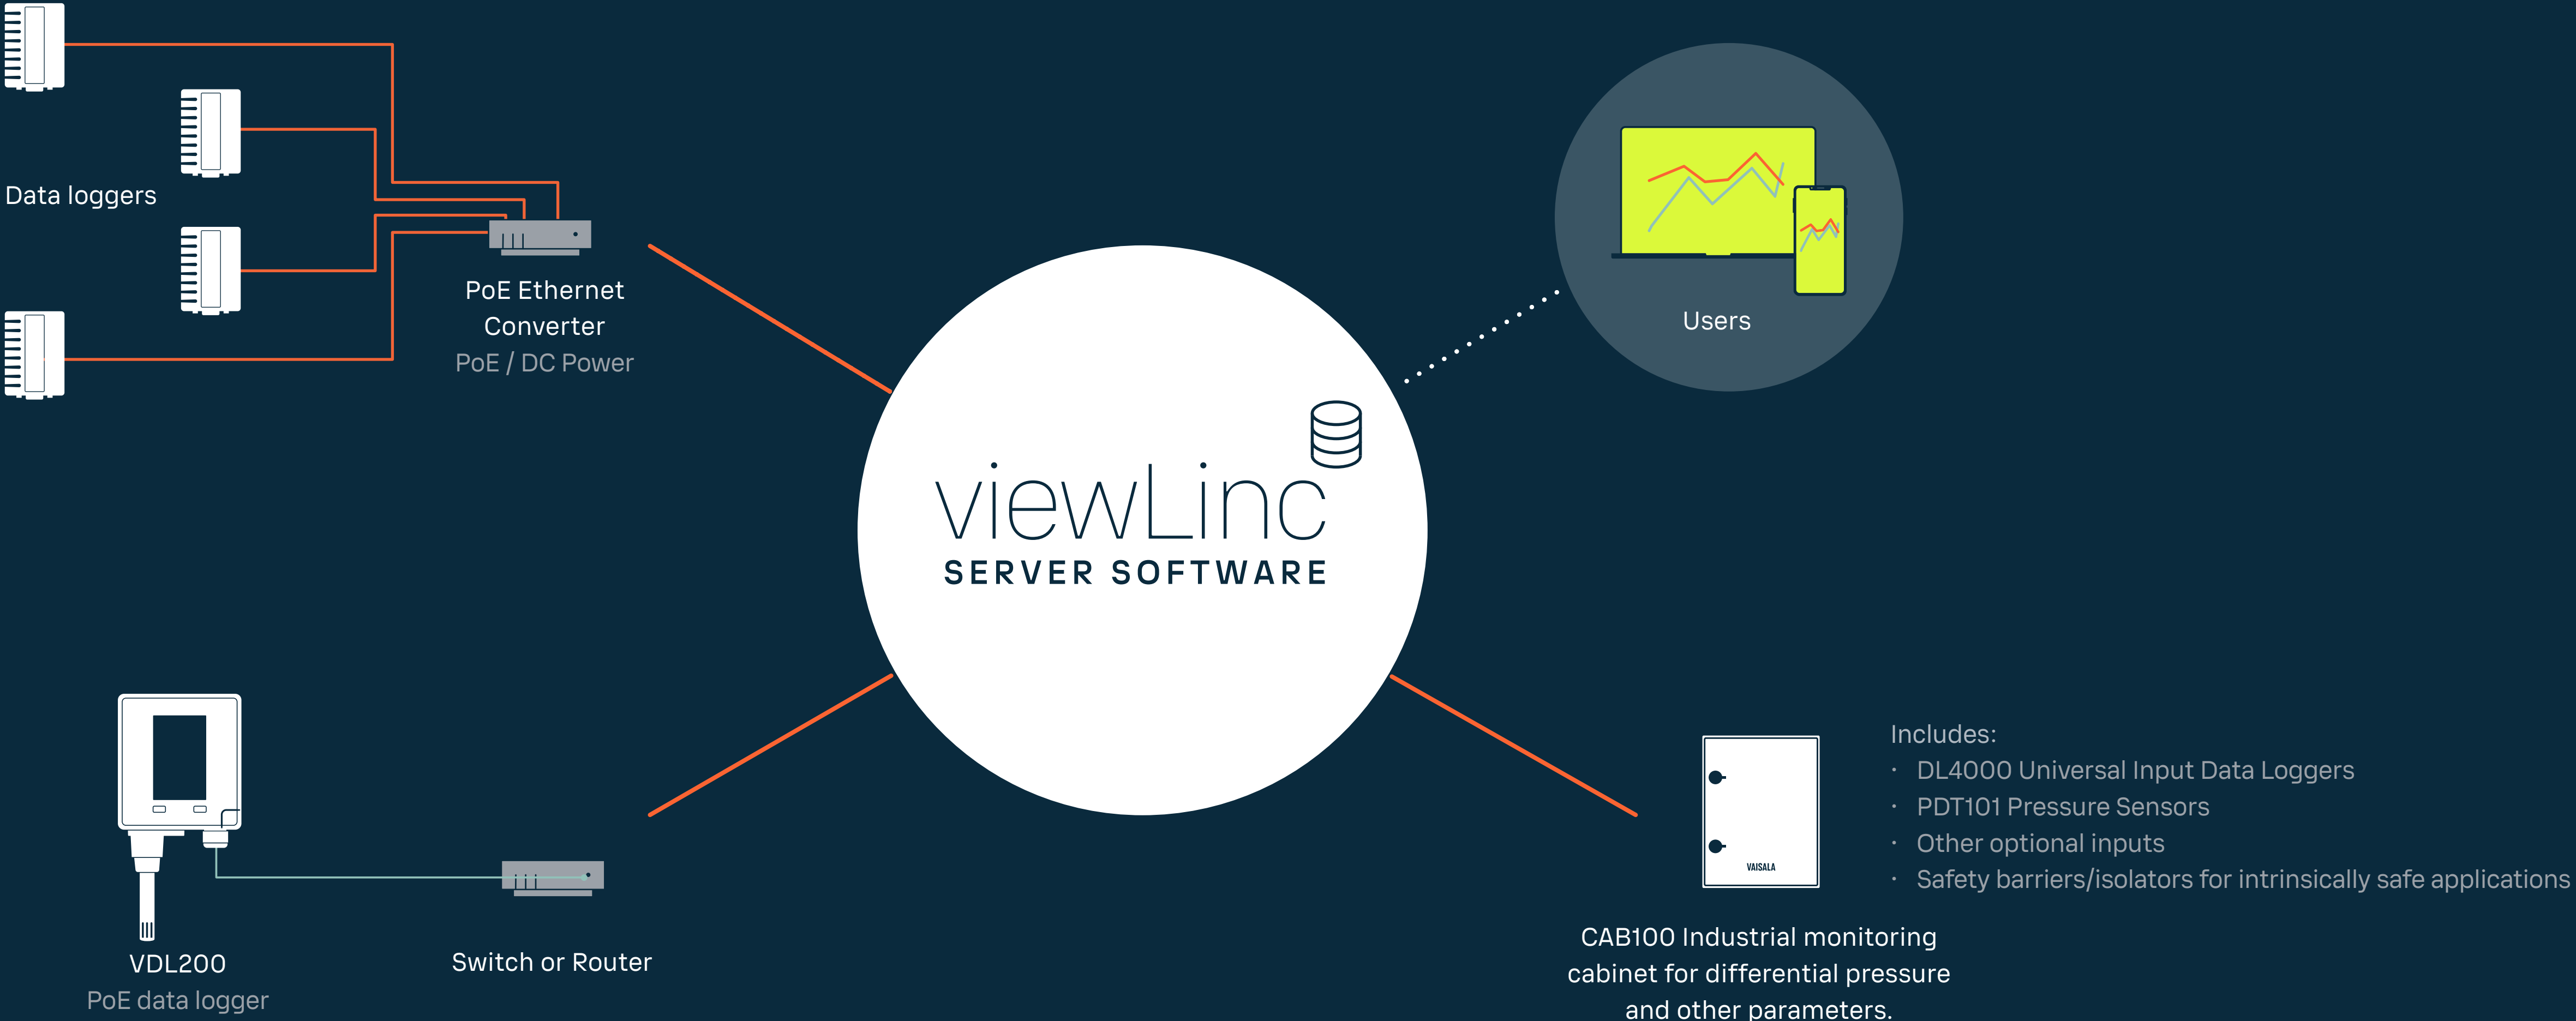 Data loggers
PoE Ethernet
Converter
PoE / DC Power
Users
viewLinc
SERVER SOFTWARE
VDL200
PoE data logger
Switch or Router
VAISALA
CAB100 Industrial monitoring
cabinet for differential pressure
and other parameters.
Includes:
· DL4000 Universal Input Data Loggers
· PDT101 Pressure Sensors
· Other optional inputs
· Safety barriers/isolators for intrinsically safe applications